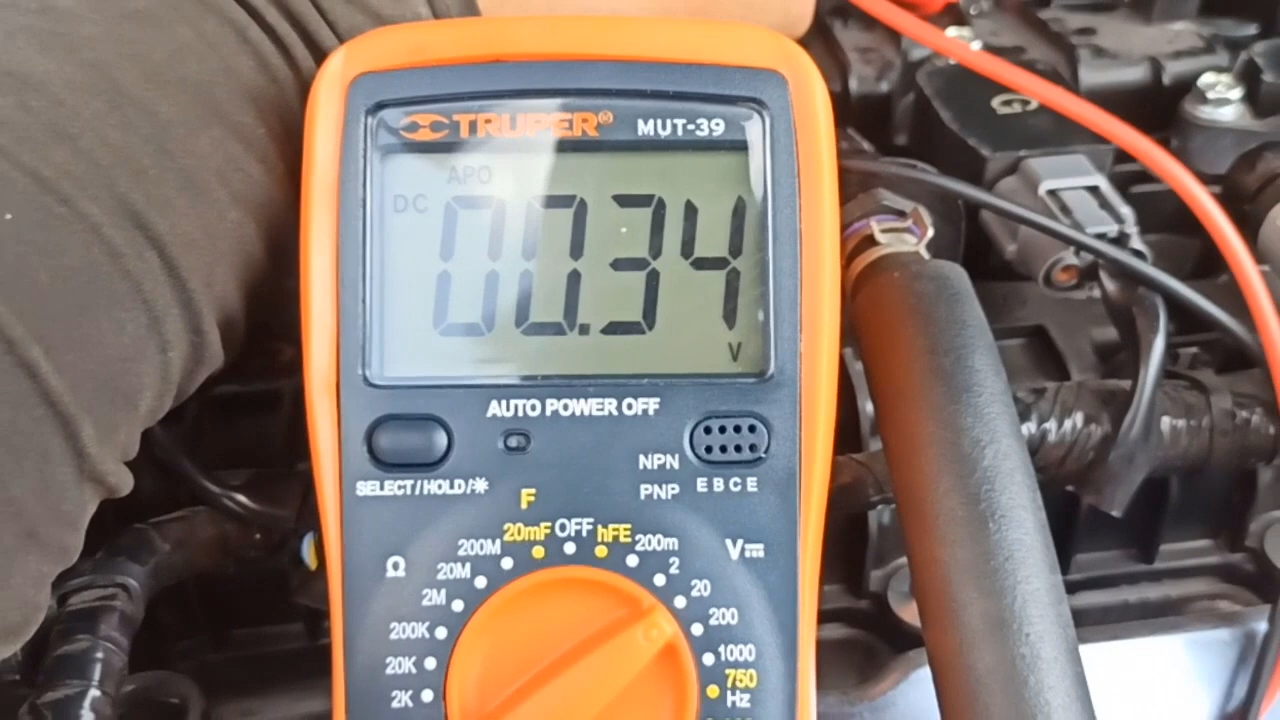 TRUPER® MUT-39
APO
DC 00.34 V
AUTO POWER OFF
SELECT/HOLD/☀
NPN
PNP
E B C E
F
20mF OFF hFE
200M 200m
Ω V⎓
20M 2
2M 20
200K 200
20K 1000
750
2K Hz
G